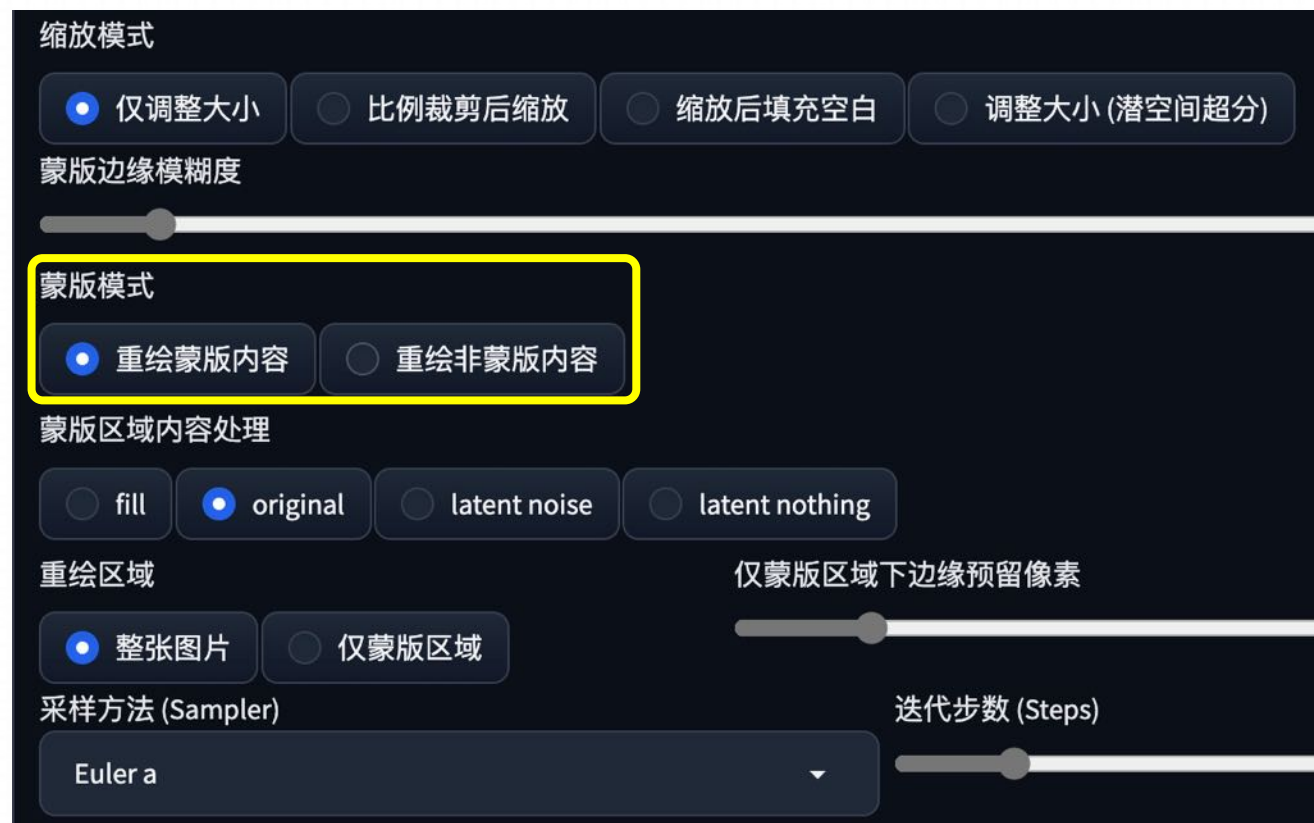 缩放模式
仅调整大小 比例裁剪后缩放 缩放后填充空白 调整大小 (潜空间超分)
蒙版边缘模糊度
蒙版模式
重绘蒙版内容 重绘非蒙版内容
蒙版区域内容处理
fill original latent noise latent nothing
重绘区域 仅蒙版区域下边缘预留像素
整张图片 仅蒙版区域
采样方法 (Sampler) 迭代步数 (Steps)
Euler a